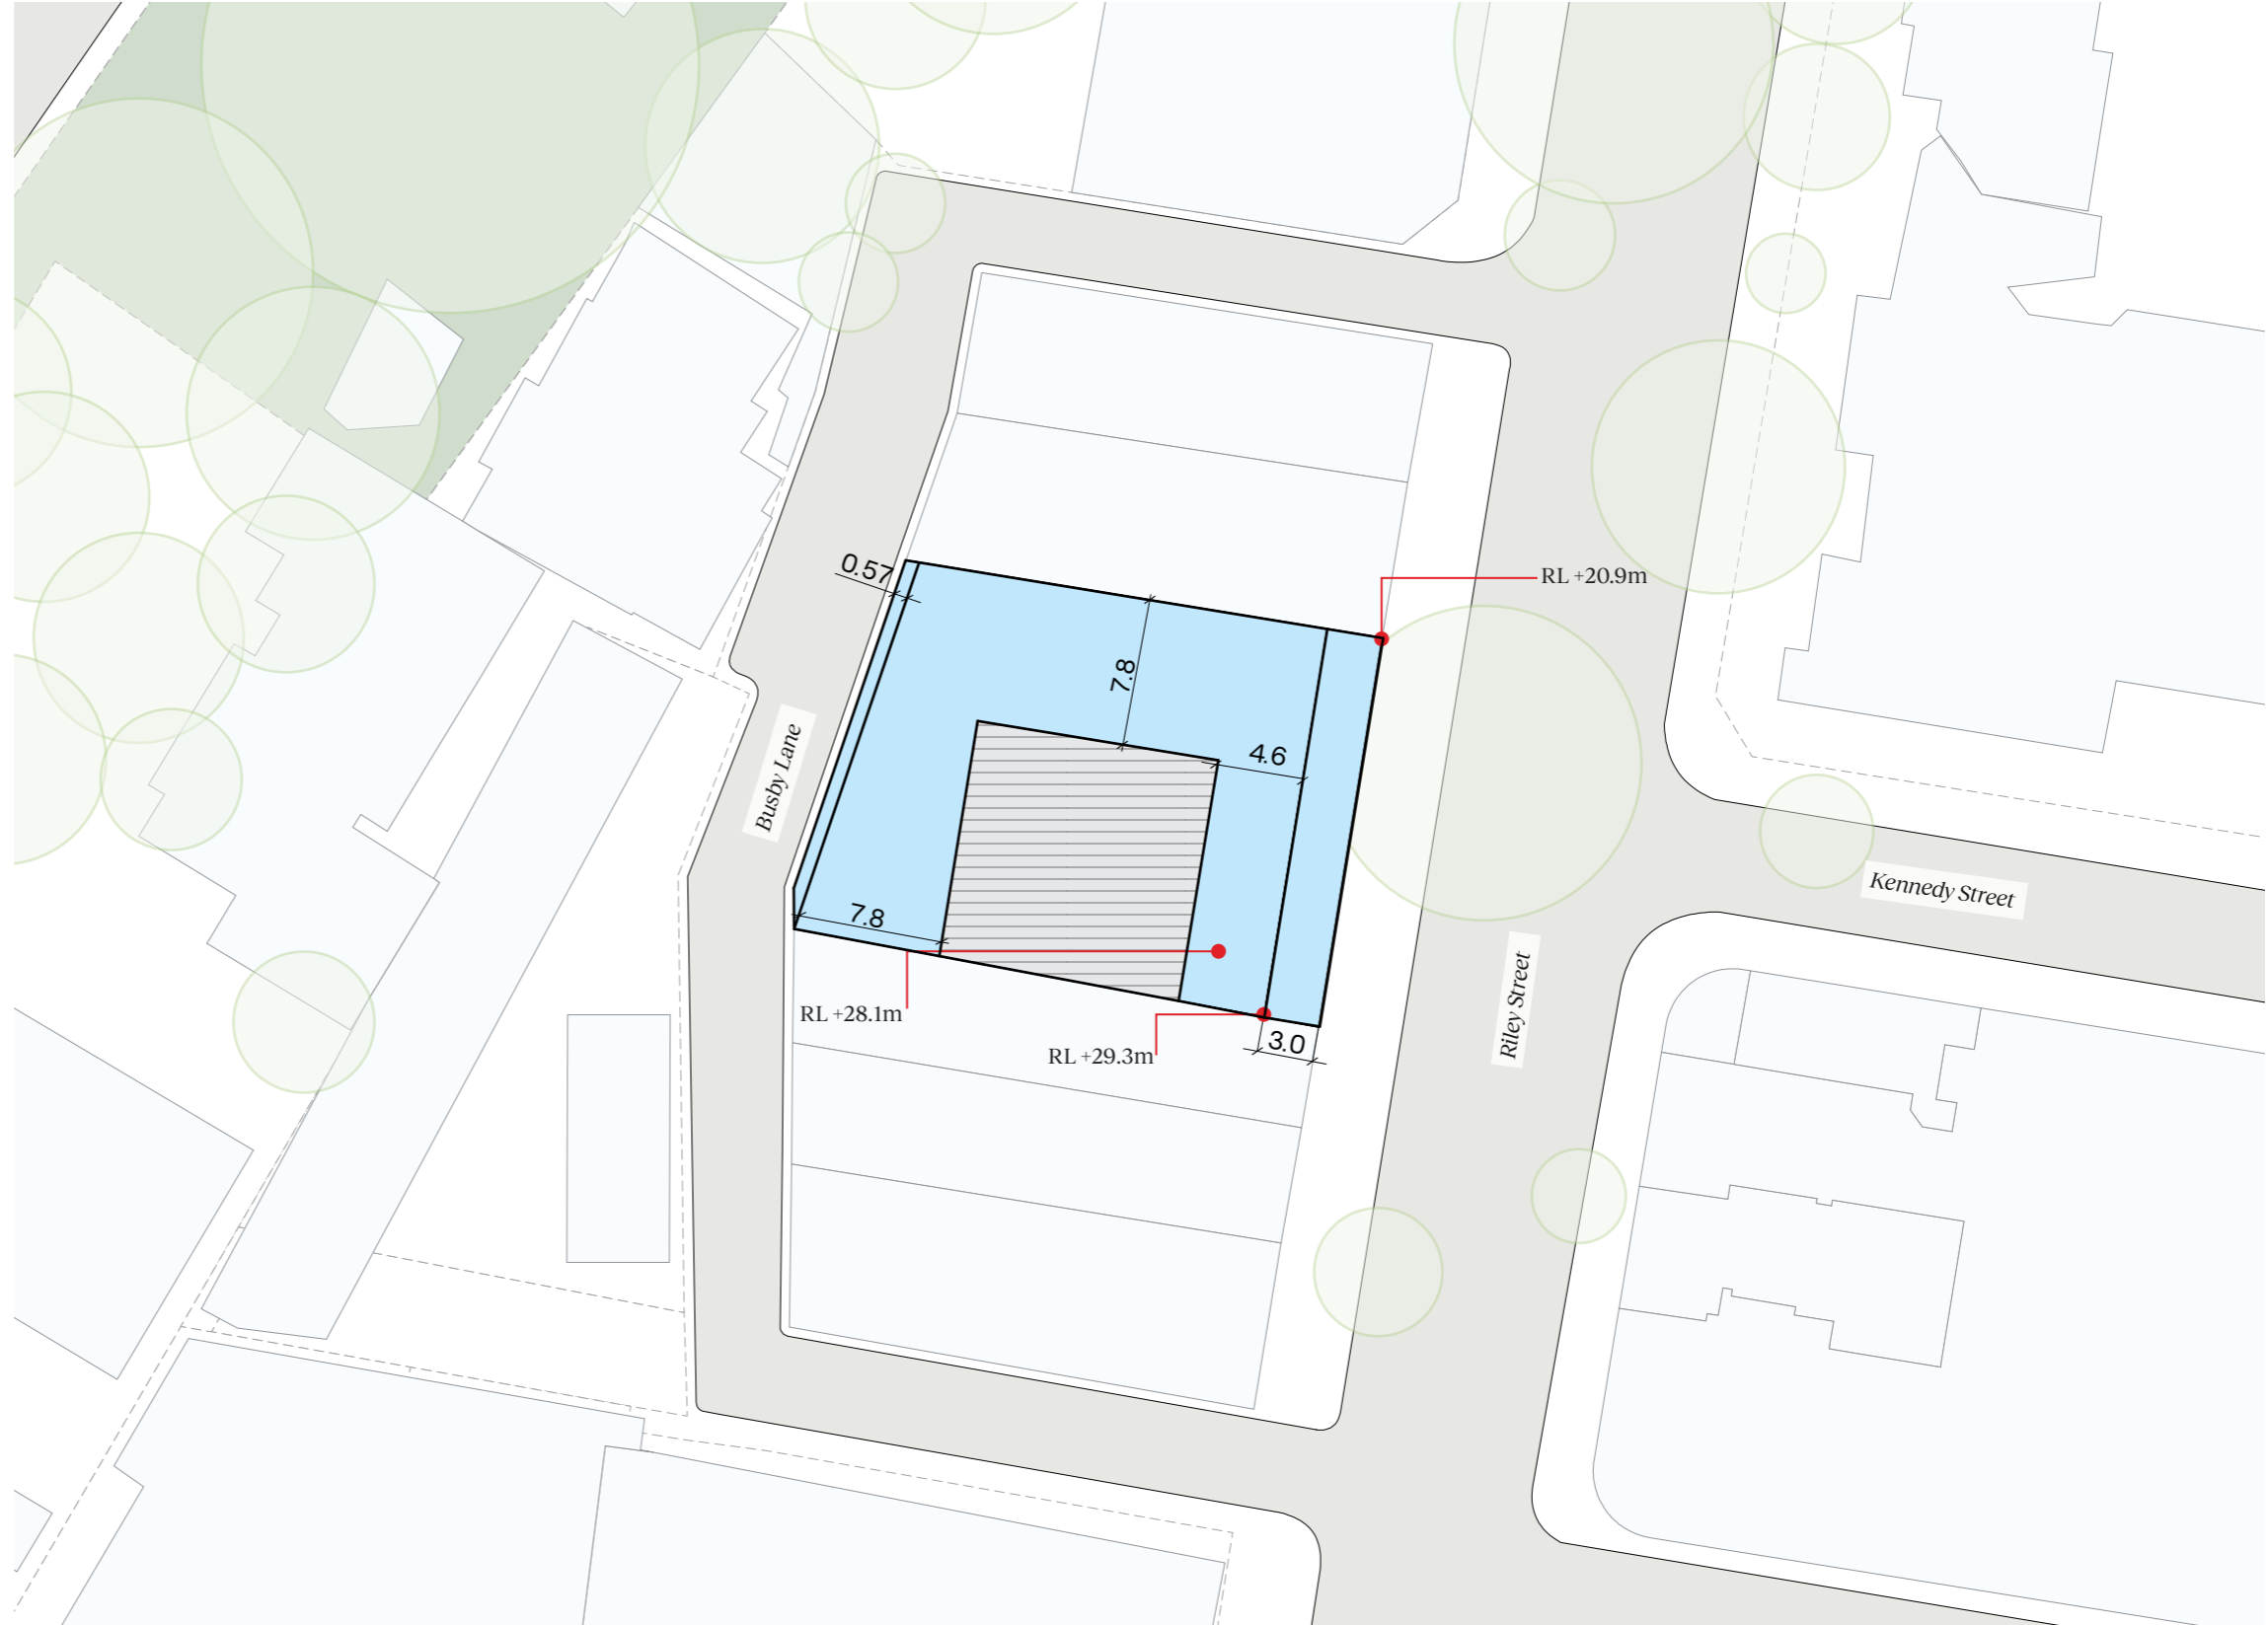 0.57
RL +20.9m
7.8
4.6
Busby Lane
Kennedy Street
7.8
Riley Street
RL +28.1m
RL +29.3m
3.0